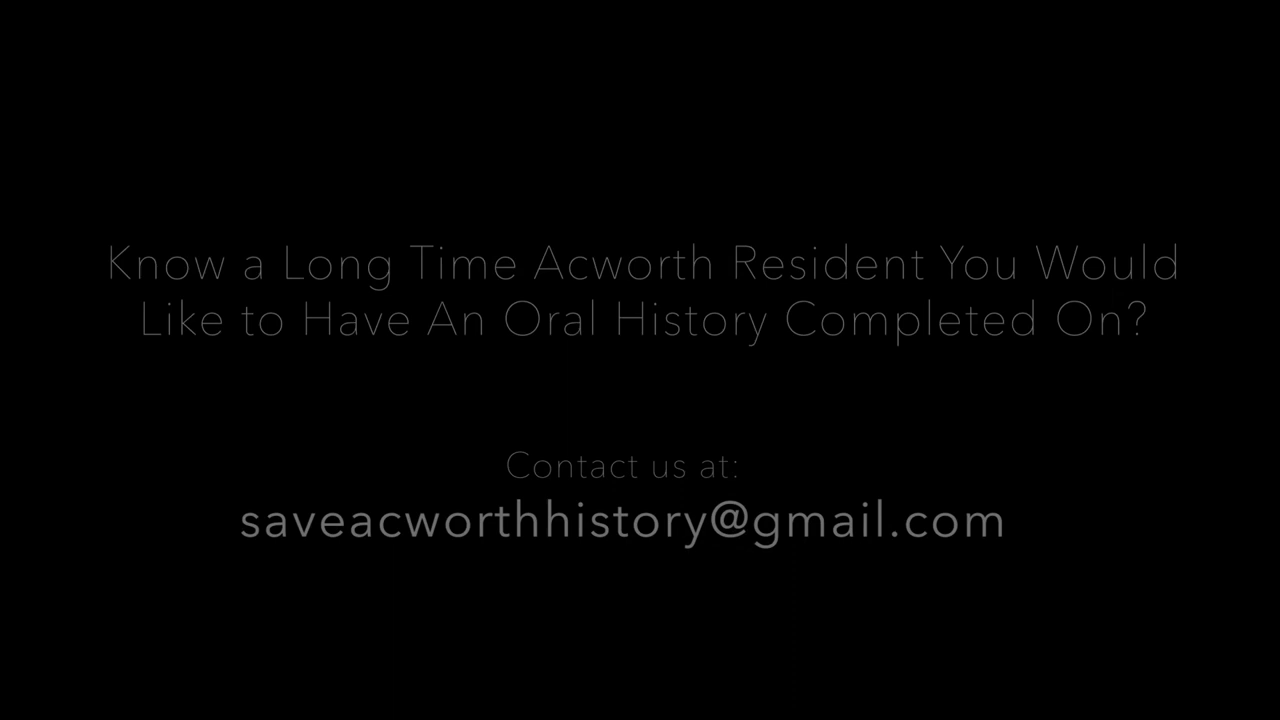 Know a Long Time Acworth Resident You Would
Like to Have An Oral History Completed On?
Contact us at:
saveacworthhistory@gmail.com